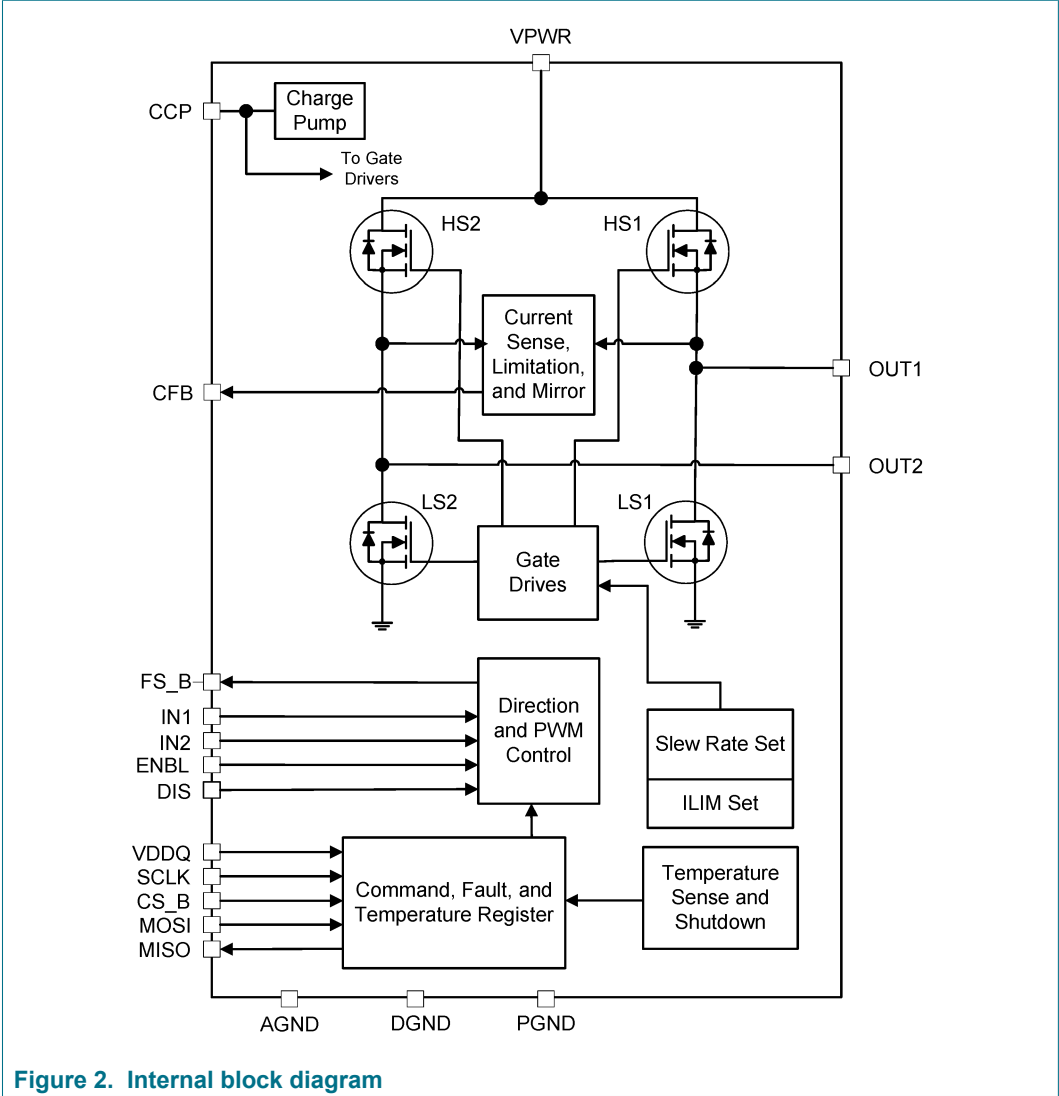 VPWR
CCP
Charge
Pump
To Gate
Drivers
HS2
HS1
Current
Sense,
Limitation,
and Mirror
CFB
OUT1
OUT2
LS2
LS1
Gate
Drives
FS_B
IN1
IN2
ENBL
DIS
Direction
and PWM
Control
Slew Rate Set
ILIM Set
VDDQ
SCLK
CS_B
MOSI
MISO
Command, Fault, and
Temperature Register
Temperature
Sense and
Shutdown
AGND
DGND
PGND
Figure 2. Internal block diagram